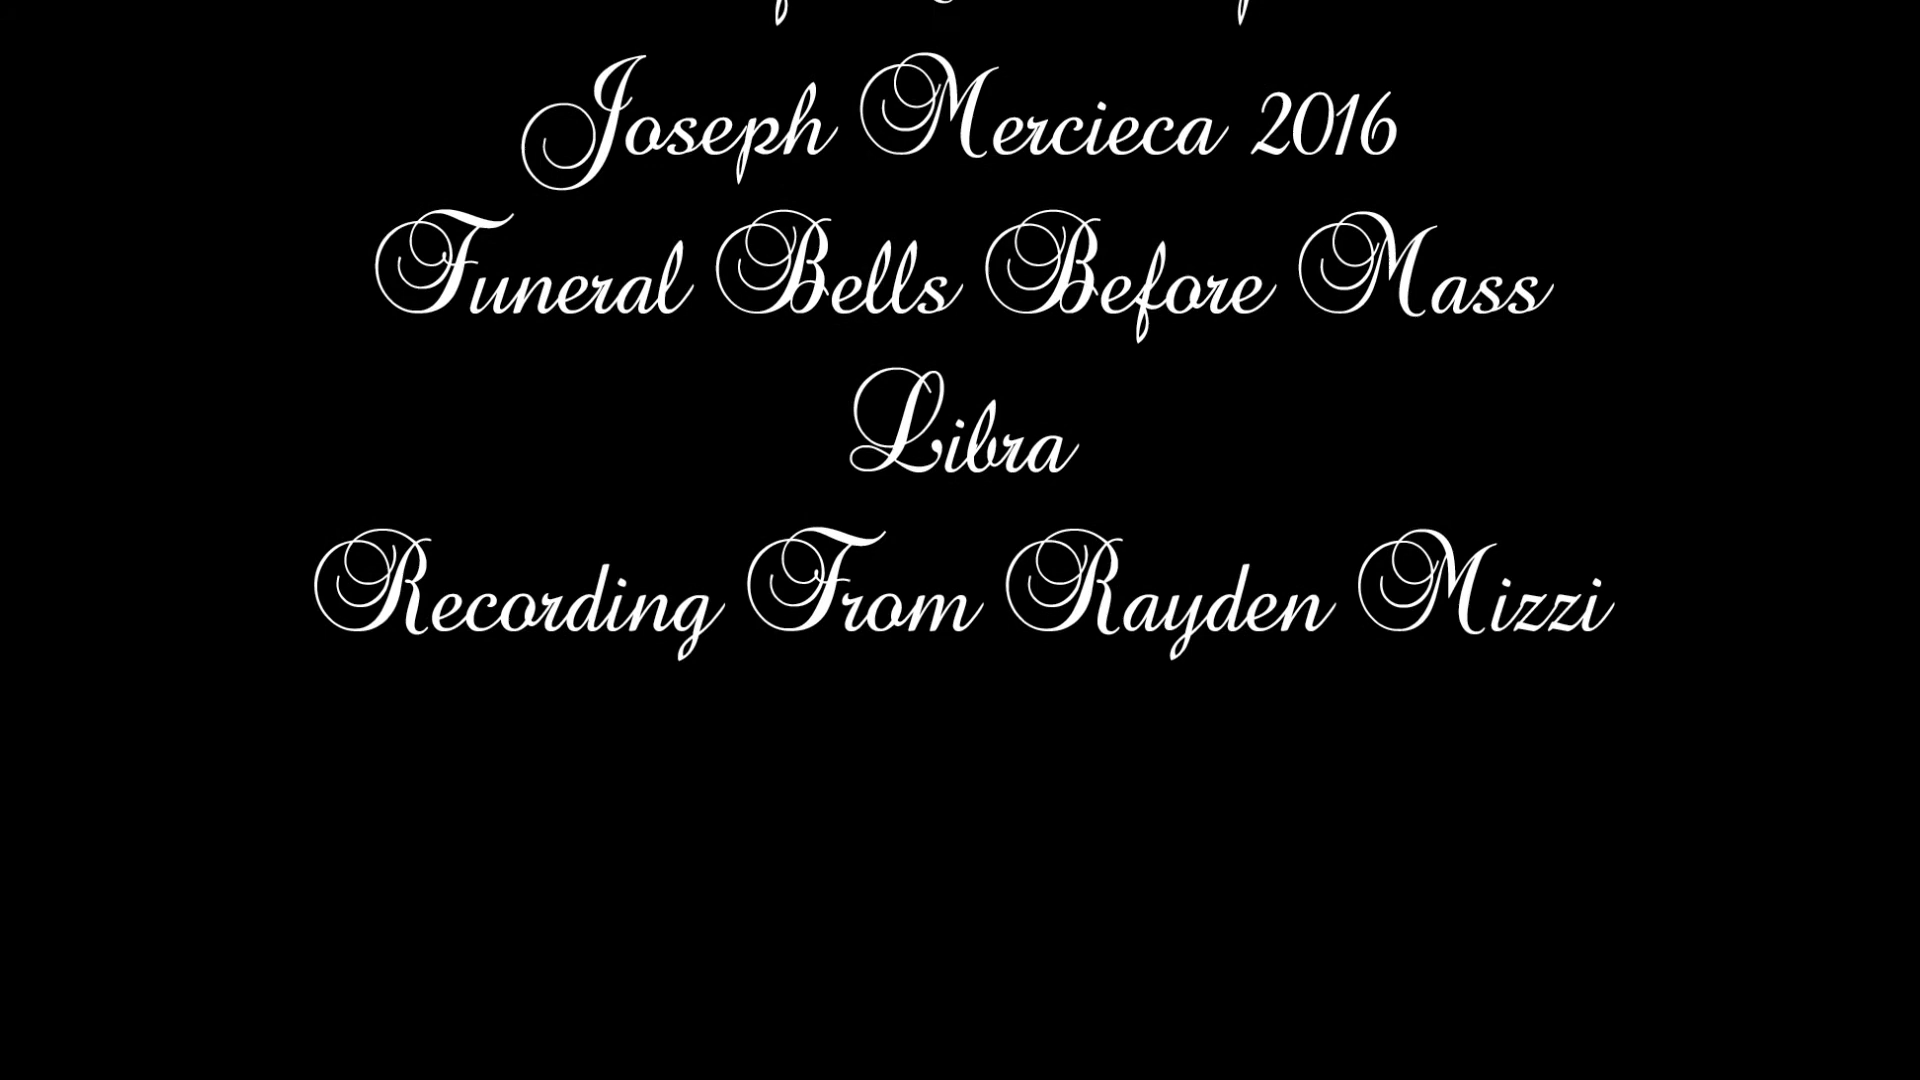 Joseph Mercieca 2016
Funeral Bells Before Mass
Libra
Recording From Rayden Mizzi